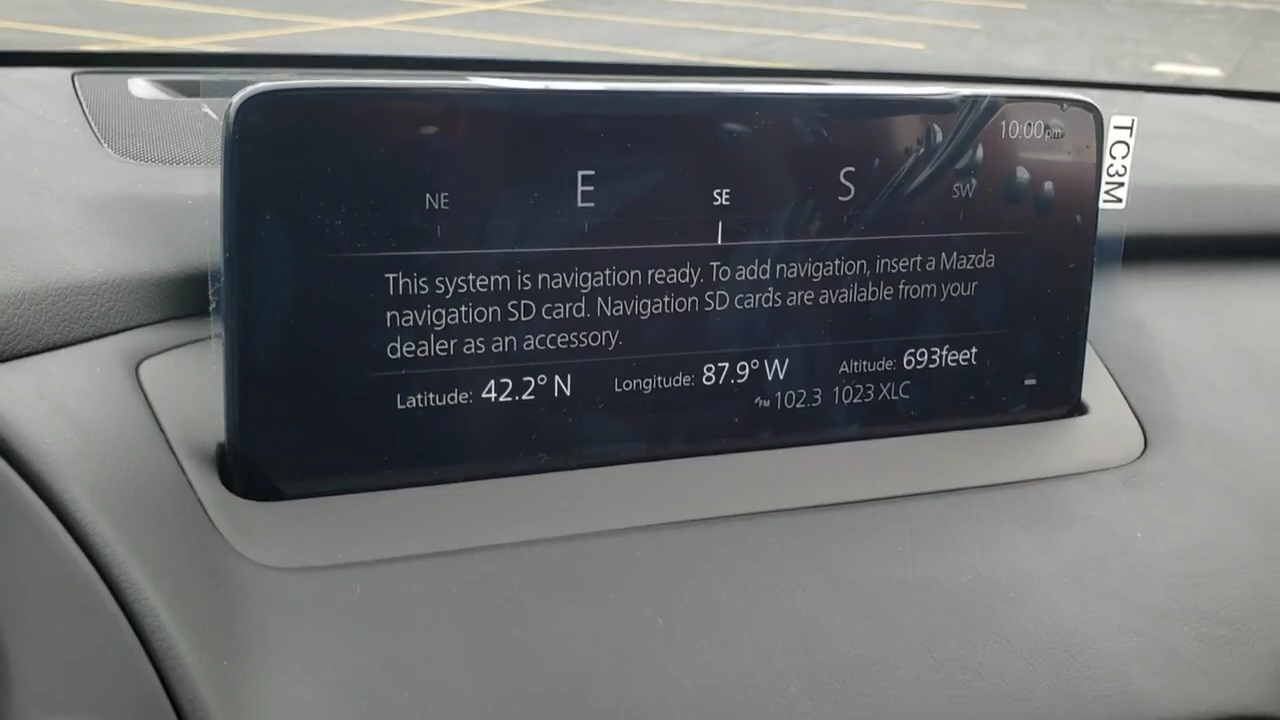 10:00pm
NE E SE S SW
This system is navigation ready. To add navigation, insert a Mazda
navigation SD card. Navigation SD cards are available from your
dealer as an accessory.
Latitude: 42.2° N Longitude: 87.9° W Altitude: 693feet
FM 102.3 1023 XLC
TC3M